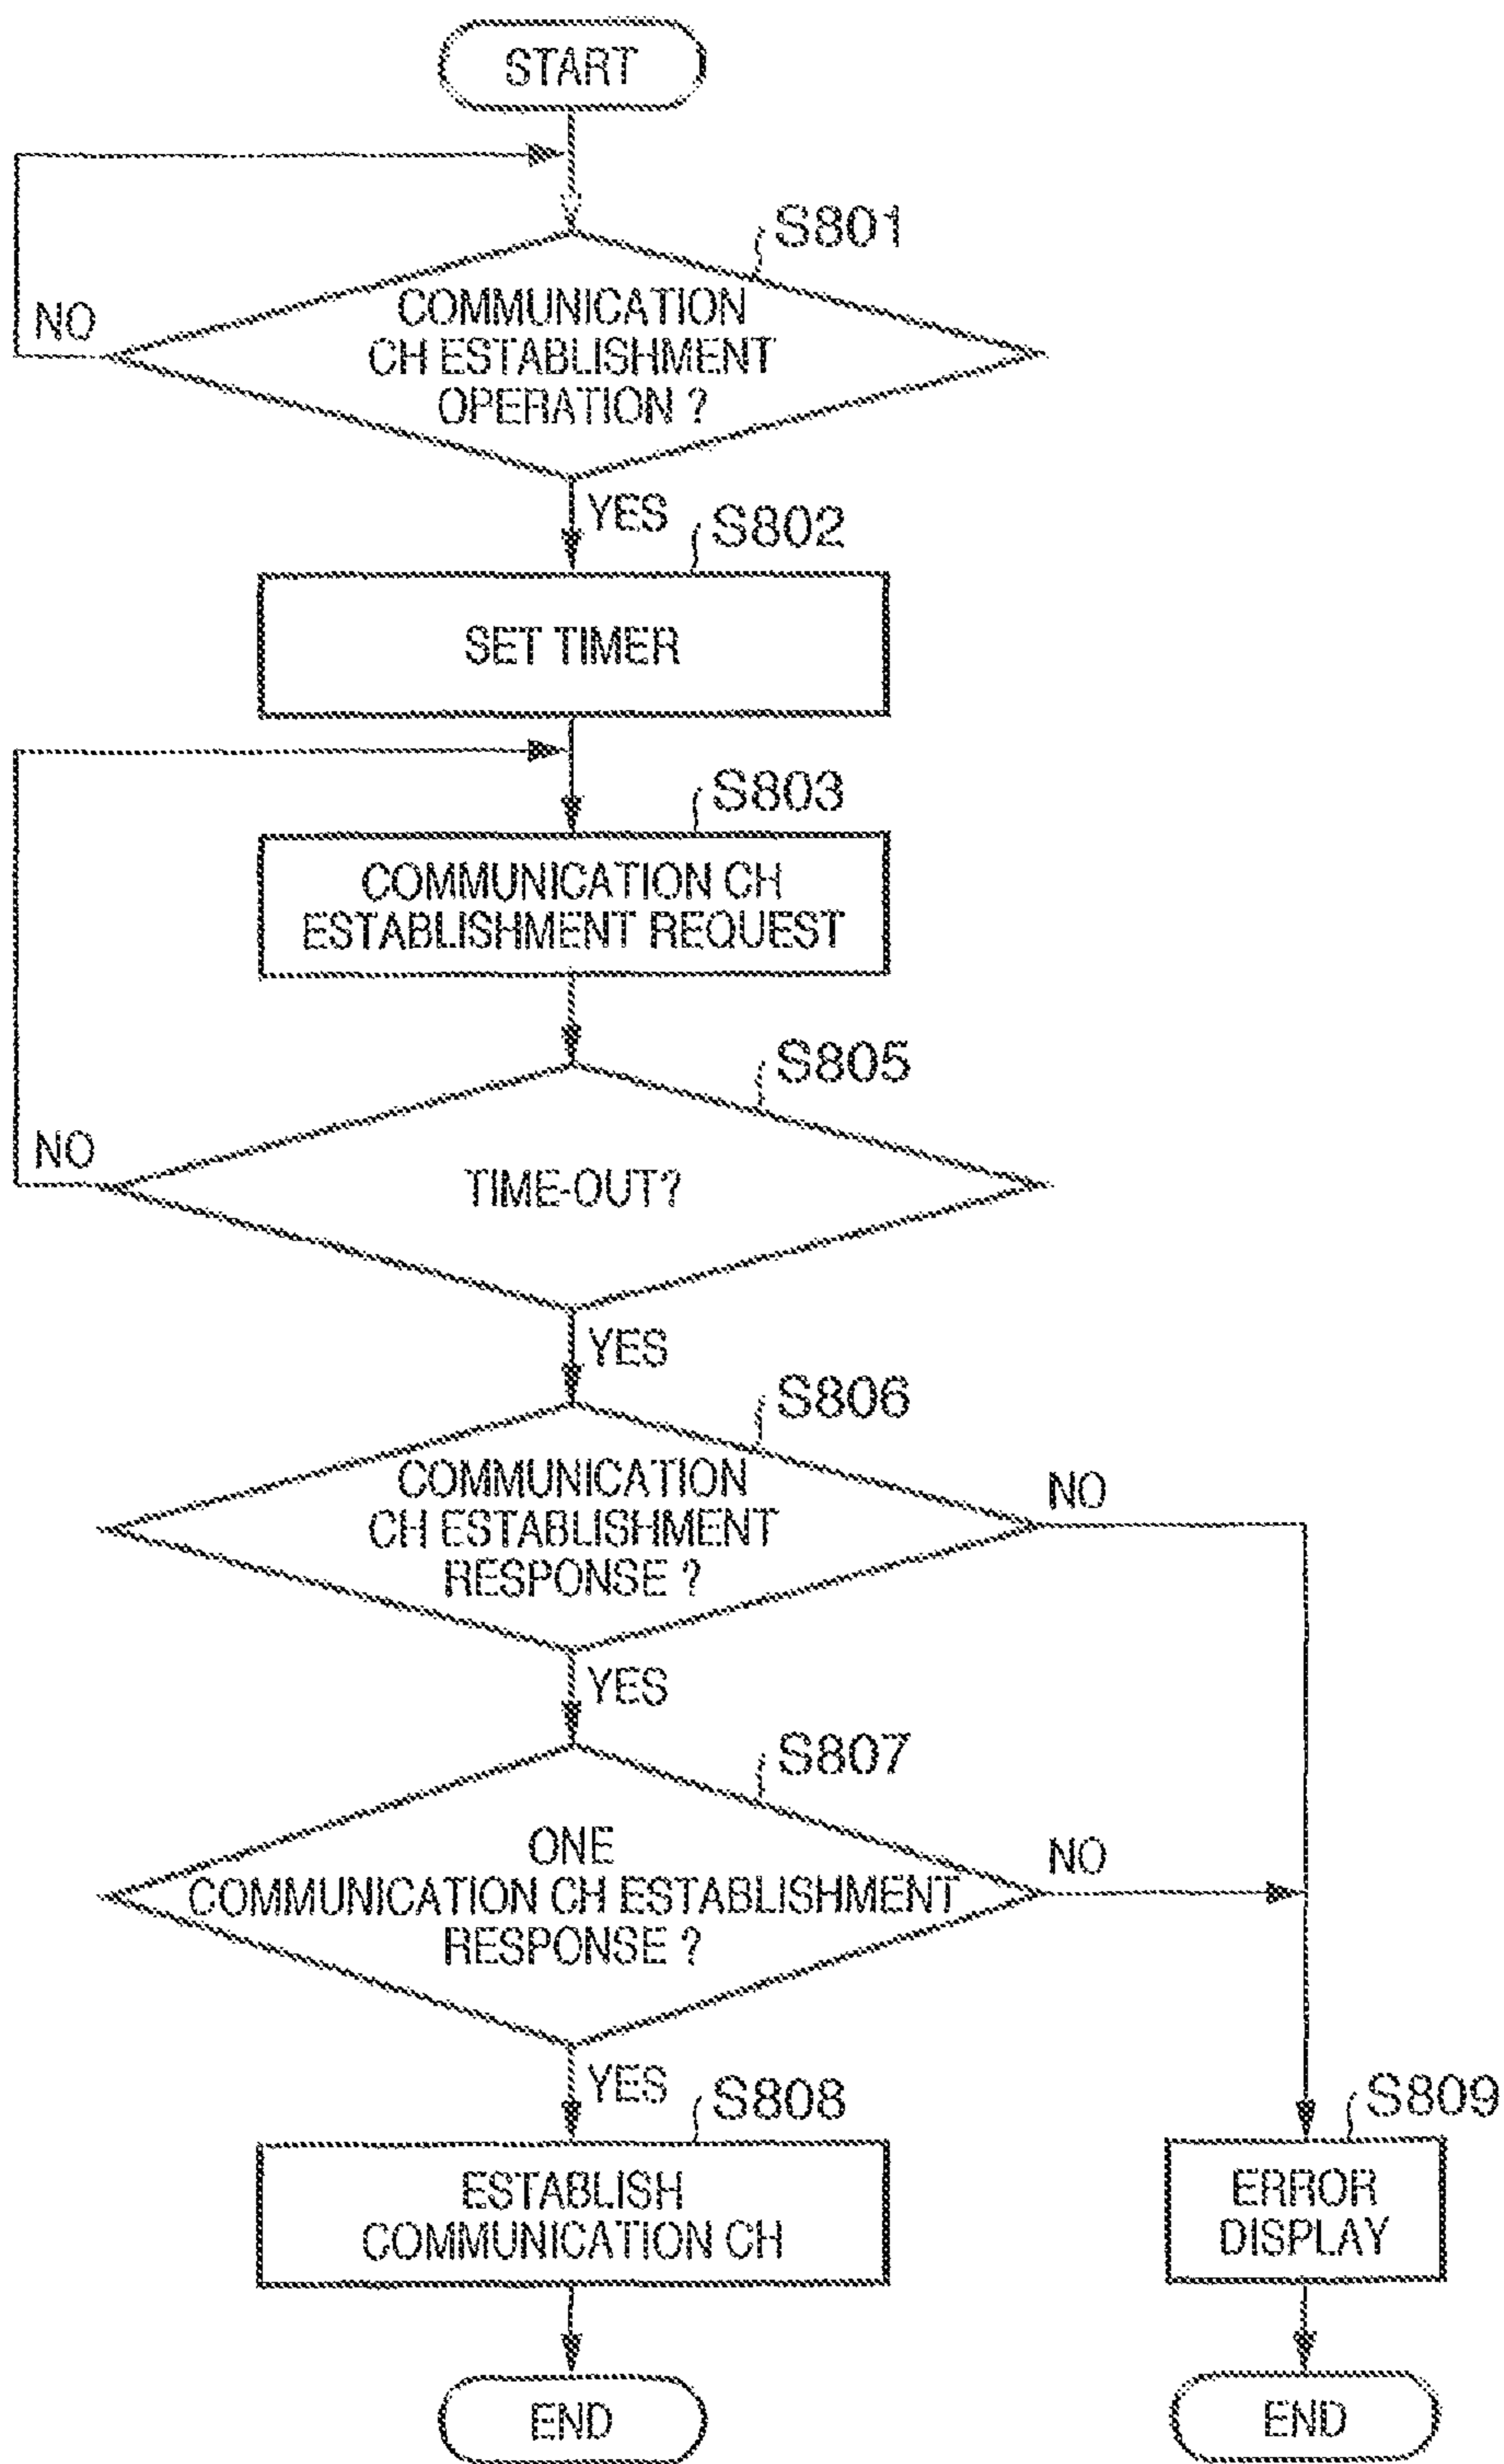 START
S801
NO
COMMUNICATION
CH ESTABLISHMENT
OPERATION ?
YES
S802
SET TIMER
S803
COMMUNICATION CH
ESTABLISHMENT REQUEST
S805
NO
TIME-OUT?
YES
S806
COMMUNICATION
CH ESTABLISHMENT
RESPONSE ?
NO
YES
S807
ONE
COMMUNICATION CH ESTABLISHMENT
RESPONSE ?
NO
YES
S808
ESTABLISH
COMMUNICATION CH
S809
ERROR
DISPLAY
END
END